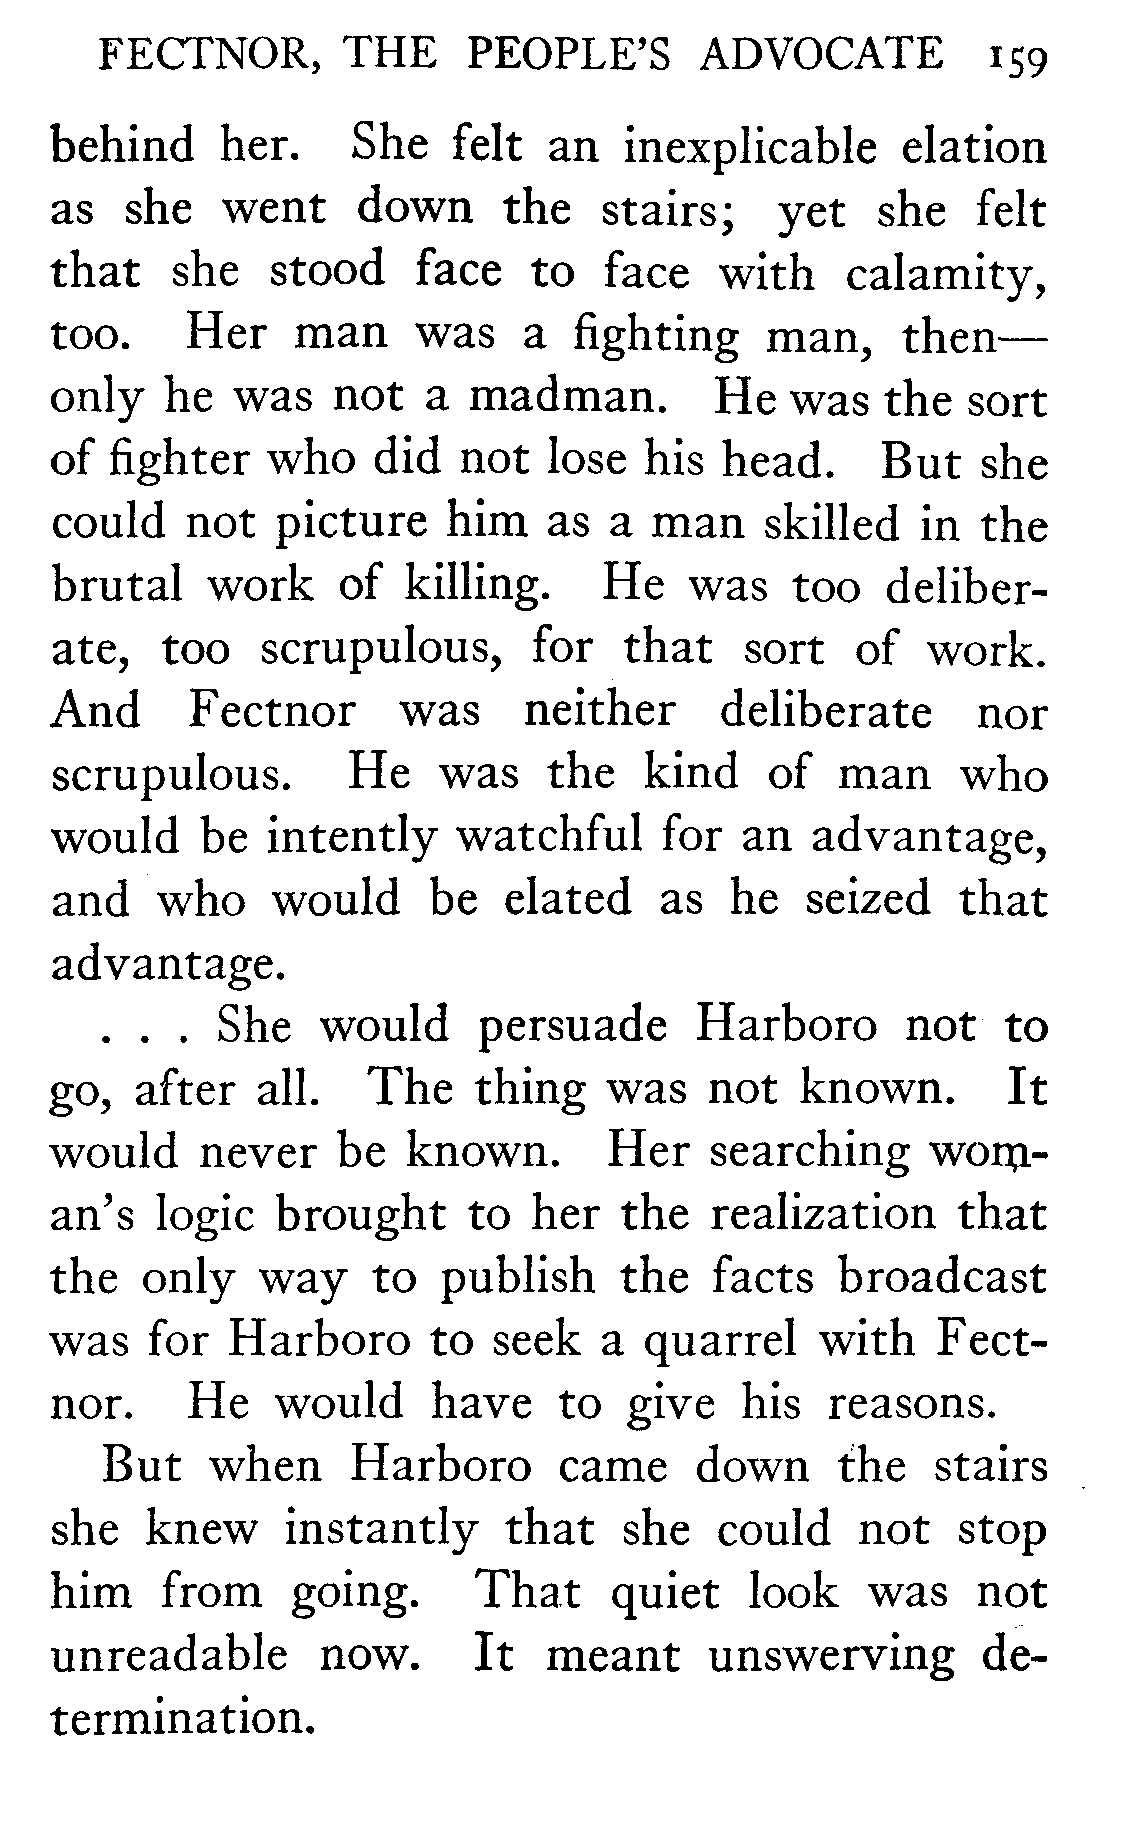 FECTNOR, THE PEOPLE'S ADVOCATE 159
behind her. She felt an inexplicable elation
as she went down the stairs; yet she felt
that she stood face to face with calamity,
too. Her man was a fighting man, then—
only he was not a madman. He was the sort
of fighter who did not lose his head. But she
could not picture him as a man skilled in the
brutal work of killing. He was too deliber-
ate, too scrupulous, for that sort of work.
And Fectnor was neither deliberate nor
scrupulous. He was the kind of man who
would be intently watchful for an advantage,
and who would be elated as he seized that
advantage.
. . . She would persuade Harboro not to
go, after all. The thing was not known. It
would never be known. Her searching wom-
an's logic brought to her the realization that
the only way to publish the facts broadcast
was for Harboro to seek a quarrel with Fect-
nor. He would have to give his reasons.
But when Harboro came down the stairs
she knew instantly that she could not stop
him from going. That quiet look was not
unreadable now. It meant unswerving de-
termination.